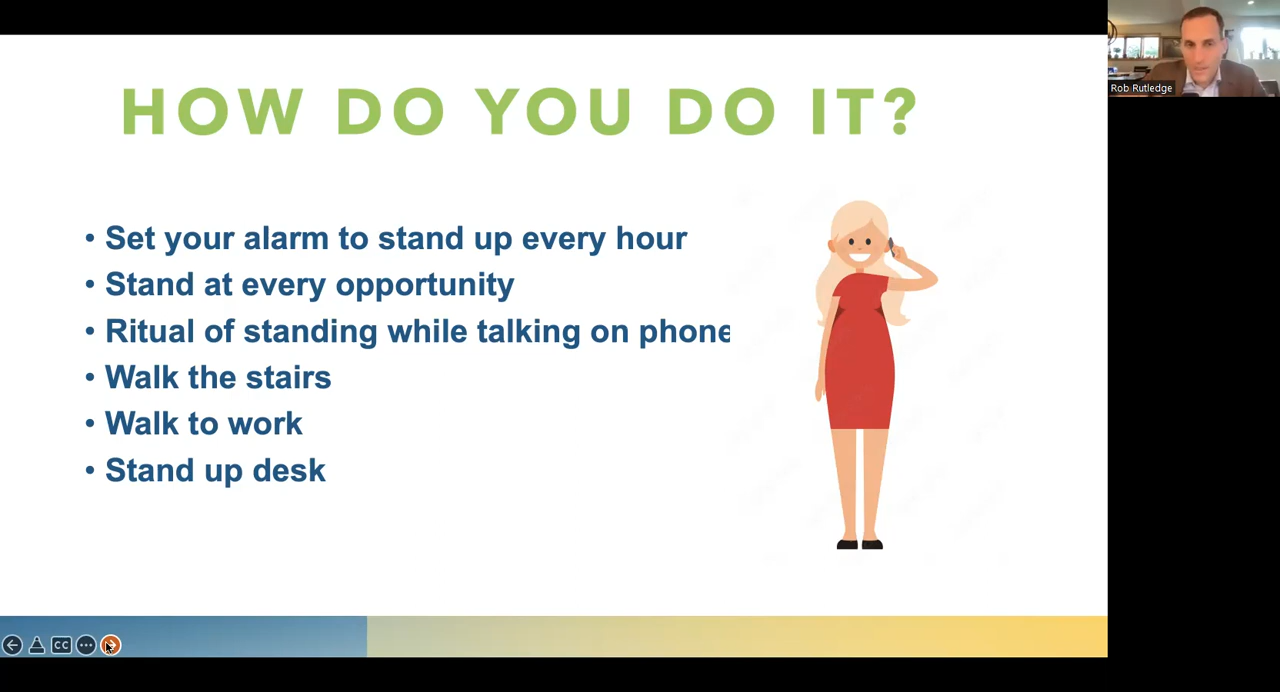 HOW DO YOU DO IT?
• Set your alarm to stand up every hour
• Stand at every opportunity
• Ritual of standing while talking on phone
• Walk the stairs
• Walk to work
• Stand up desk
Rob Rutledge
CC